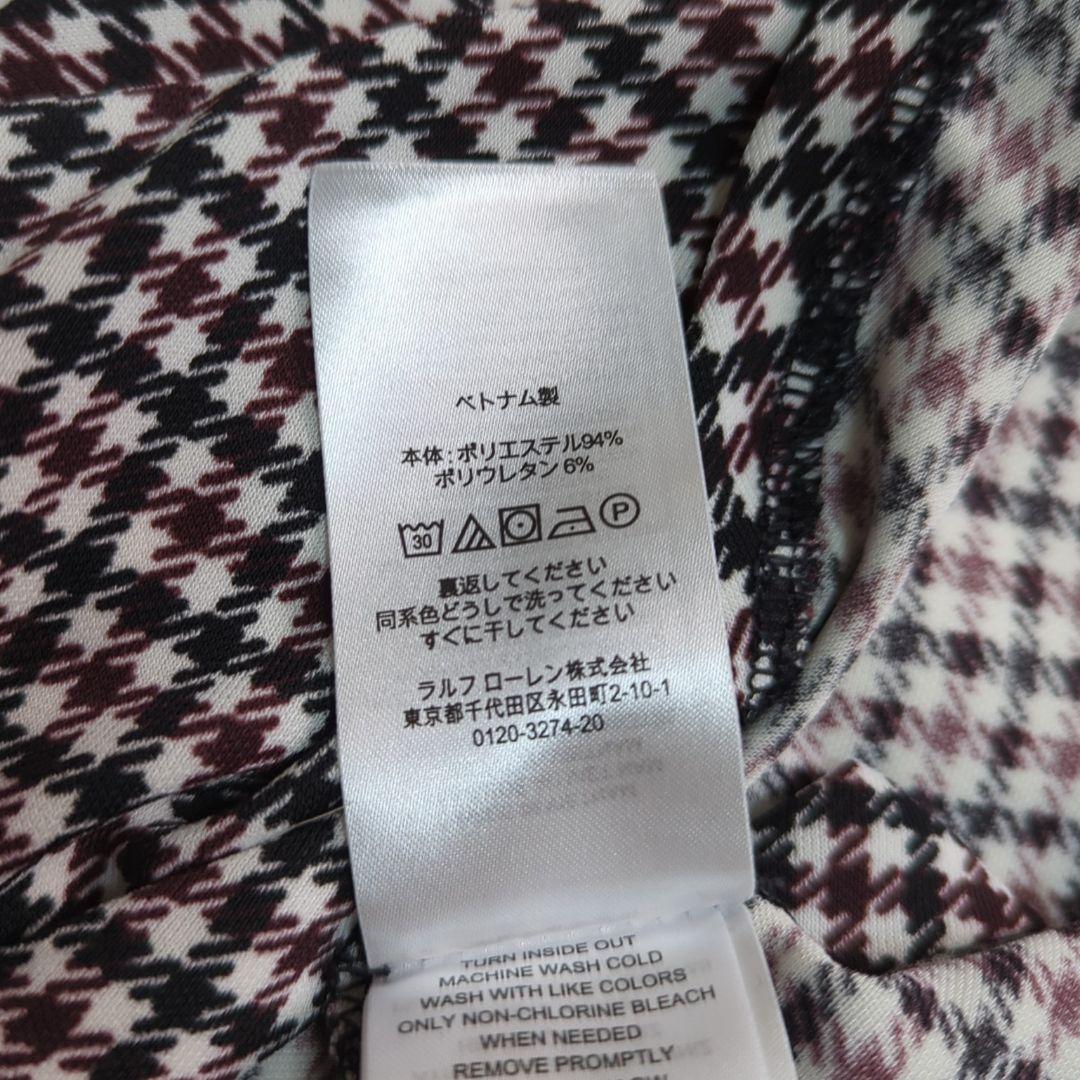 ベトナム製
本体:ポリエステル94%
ポリウレタン6%
30 P
裏返してください
同系色どうしで洗ってください
すぐに干してください
ラルフ ローレン株式会社
東京都千代田区永田町2-10-1
0120-3274-20
TURN INSIDE OUT
MACHINE WASH COLD
WASH WITH LIKE COLORS
ONLY NON-CHLORINE BLEACH
WHEN NEEDED
REMOVE PROMPTLY